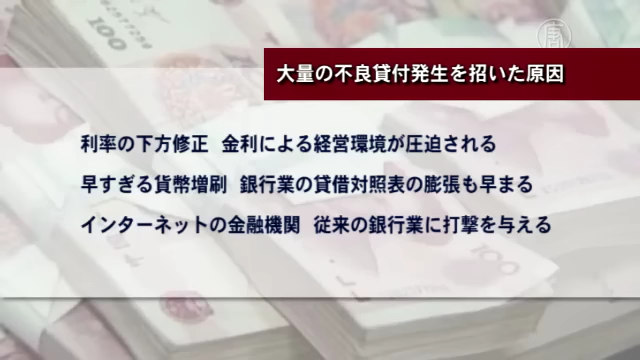 唐
大量の不良貸付発生を招いた原因
利率の下方修正 金利による経営環境が圧迫される
早すぎる貨幣増刷 銀行業の貸借対照表の膨張も早まる
インターネットの金融機関 従来の銀行業に打撃を与える
100
100